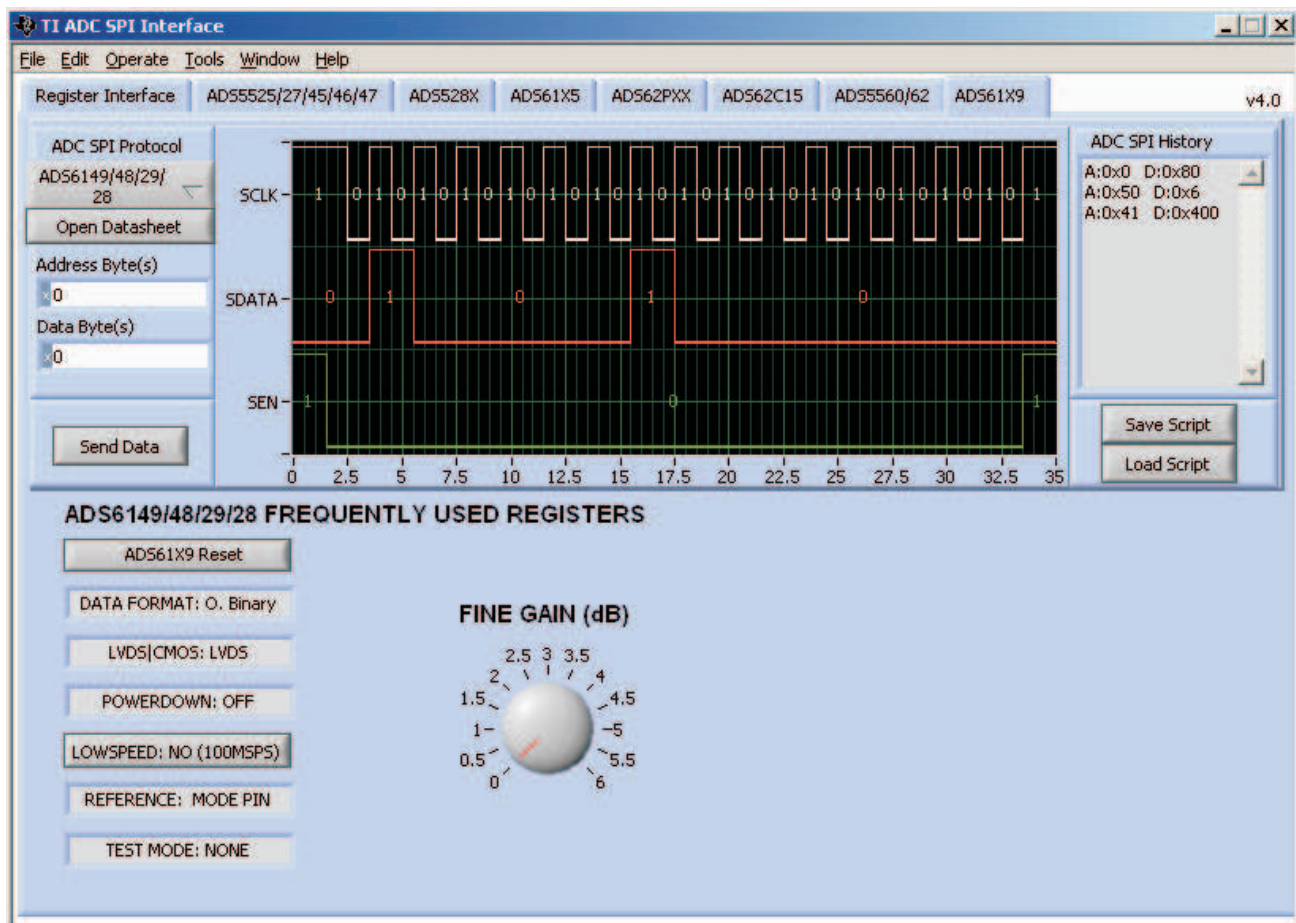 TI ADC SPI Interface
File Edit Operate Tools Window Help
Register Interface ADS5525/27/45/46/47 ADS528X ADS61X5 ADS62PXX ADS62C15 ADS5560/62 ADS61X9 v4.0
ADC SPI Protocol
ADS6149/48/29/
28
Open Datasheet
Address Byte(s)
x0
Data Byte(s)
x0
Send Data
SCLK
1 0 1 0 1 0 1 0 1 0 1 0 1 0 1 0 1 0 1 0 1 0 1 0 1 0 1 0 1 0 1 0 1
SDATA
0 1 0 1 0
SEN
1 0 1
0 2.5 5 7.5 10 12.5 15 17.5 20 22.5 25 27.5 30 32.5 35
ADC SPI History
A:0x0 D:0x80
A:0x50 D:0x6
A:0x41 D:0x400
Save Script
Load Script
ADS6149/48/29/28 FREQUENTLY USED REGISTERS
ADS61X9 Reset
DATA FORMAT: O. Binary
LVDS|CMOS: LVDS
POWERDOWN: OFF
LOWSPEED: NO (100MSPS)
REFERENCE: MODE PIN
TEST MODE: NONE
FINE GAIN (dB)
0 0.5 1 1.5 2 2.5 3 3.5 4 4.5 5 5.5 6